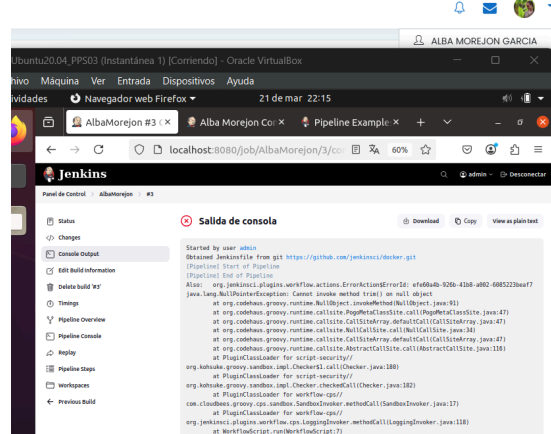 ALBA MOREJON GARCIA
Ubuntu20.04_PPS03 (Instantánea 1) [Corriendo] - Oracle VirtualBox
hivo Máquina Ver Entrada Dispositivos Ayuda
ividades Navegador web Firefox 21 de mar 22:15
AlbaMorejon #3 C Alba Morejon Cor Pipeline Example
localhost:8080/job/AlbaMorejon/3/co 60%
Jenkins admin Desconectar
Panel de Control AlbaMorejon #3
Status
Changes
Console Output
Edit Build Information
Delete build '#3'
Timings
Pipeline Overview
Pipeline Console
Replay
Pipeline Steps
Workspaces
Previous Build
Salida de consola Download Copy View as plain text
Started by user admin
Obtained Jenkinsfile from git https://github.com/jenkinsci/docker.git
[Pipeline] Start of Pipeline
[Pipeline] End of Pipeline
Also: org.jenkinsci.plugins.workflow.actions.ErrorAction$ErrorId: efe60a4b-926b-41b8-a002-6085223beaf7
java.lang.NullPointerException: Cannot invoke method trim() on null object
at org.codehaus.groovy.runtime.NullObject.invokeMethod(NullObject.java:91)
at org.codehaus.groovy.runtime.callsite.PogoMetaClassSite.call(PogoMetaClassSite.java:47)
at org.codehaus.groovy.runtime.callsite.CallSiteArray.defaultCall(CallSiteArray.java:47)
at org.codehaus.groovy.runtime.callsite.NullCallSite.call(NullCallSite.java:34)
at org.codehaus.groovy.runtime.callsite.CallSiteArray.defaultCall(CallSiteArray.java:47)
at org.codehaus.groovy.runtime.callsite.AbstractCallSite.call(AbstractCallSite.java:116)
at PluginClassLoader for script-security//
org.kohsuke.groovy.sandbox.impl.Checker$1.call(Checker.java:180)
at PluginClassLoader for script-security//
org.kohsuke.groovy.sandbox.impl.Checker.checkedCall(Checker.java:182)
at PluginClassLoader for workflow-cps//
com.cloudbees.groovy.cps.sandbox.SandboxInvoker.methodCall(SandboxInvoker.java:17)
at PluginClassLoader for workflow-cps//
org.jenkinsci.plugins.workflow.cps.LoggingInvoker.methodCall(LoggingInvoker.java:118)
at WorkflowScript.run(WorkflowScript:7)